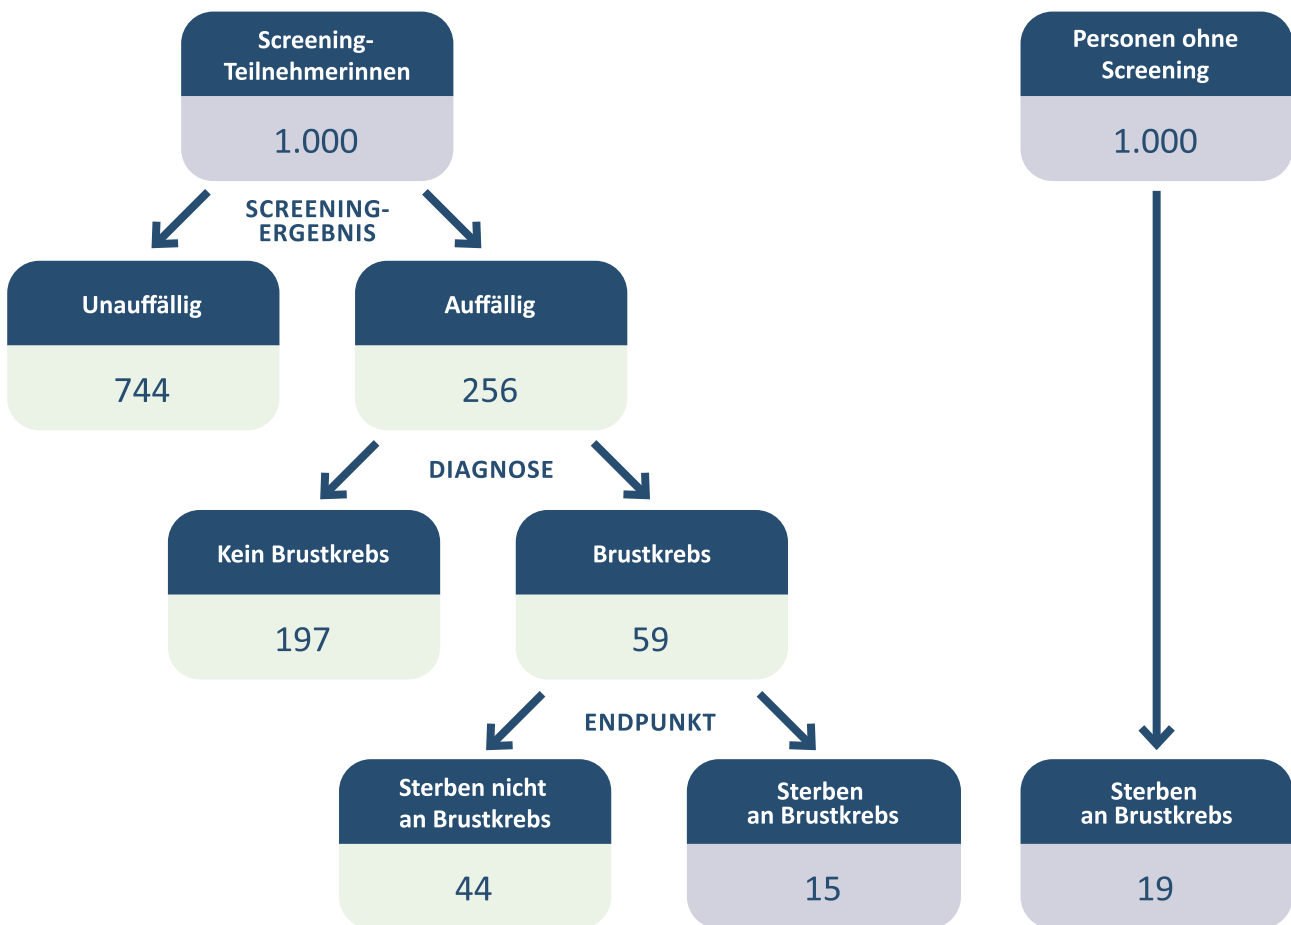 Screening-
Teilnehmerinnen
1.000
Personen ohne
Screening
1.000
SCREENING-
ERGEBNIS
Unauffällig
744
Auffällig
256
DIAGNOSE
Kein Brustkrebs
197
Brustkrebs
59
ENDPUNKT
Sterben nicht
an Brustkrebs
44
Sterben
an Brustkrebs
15
Sterben
an Brustkrebs
19